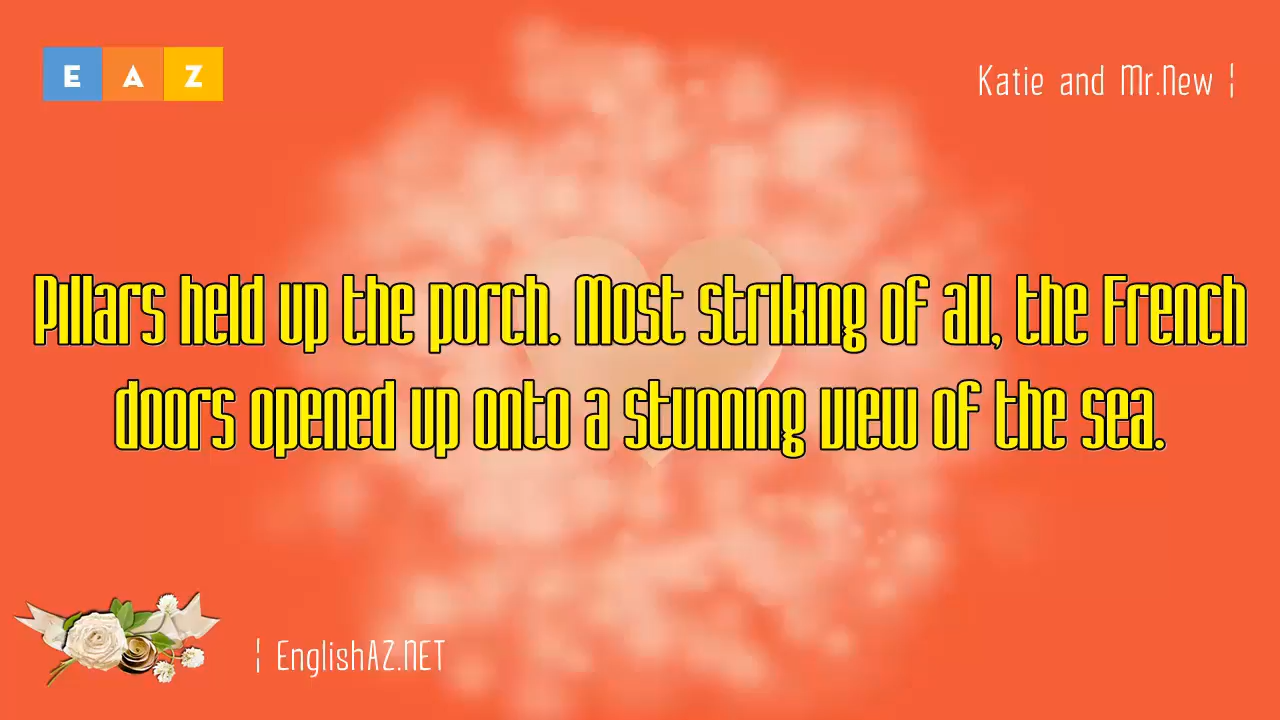 E A Z
Katie and Mr.New ¦
Pillars held up the porch. Most striking of all, the French
doors opened up onto a stunning view of the sea.
¦ EnglishAZ.NET